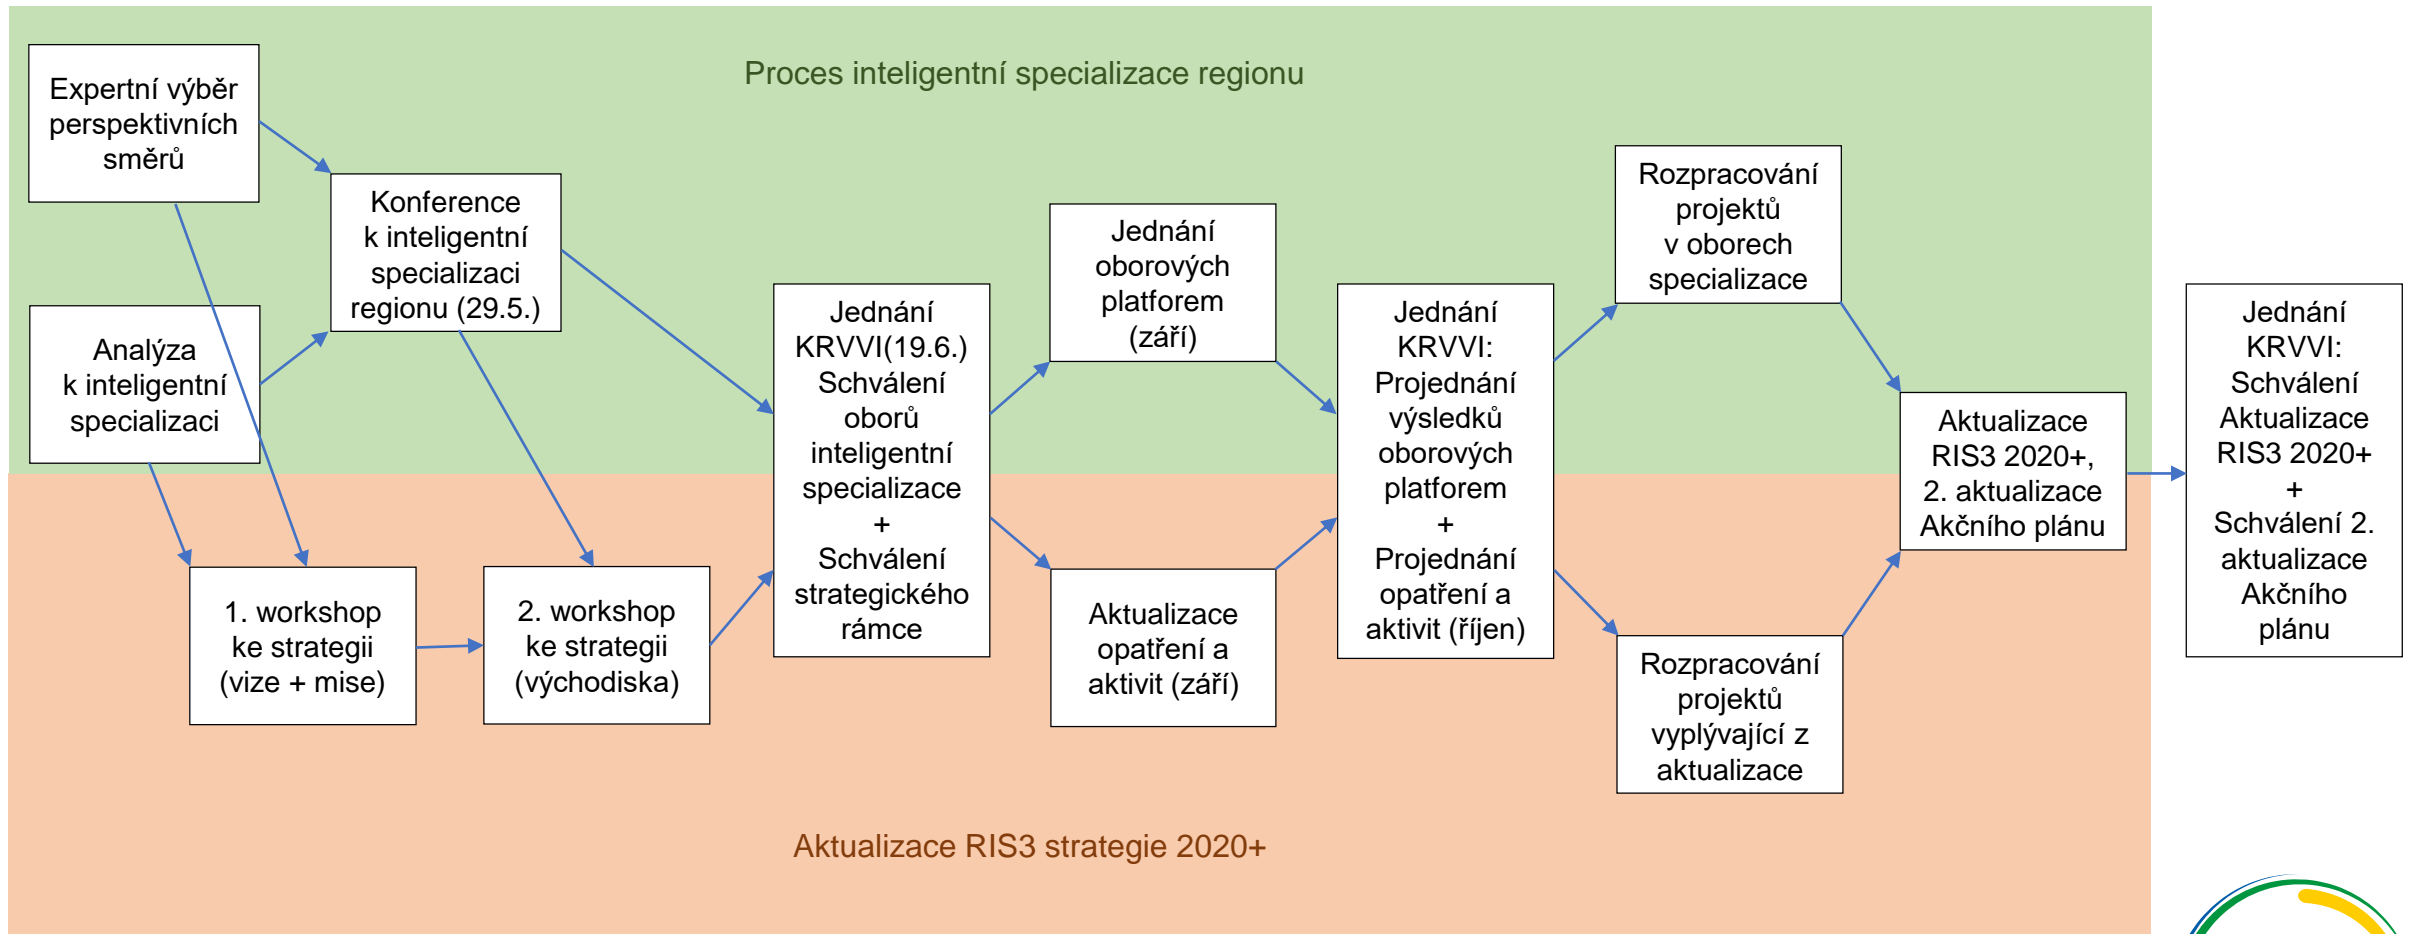 Proces inteligentní specializace regionu
Expertní výběr
perspektivních
směrů
Analýza
k inteligentní
specializaci
Konference
k inteligentní
specializaci
regionu (29.5.)
1. workshop
ke strategii
(vize + mise)
2. workshop
ke strategii
(východiska)
Jednání
KRVVI(19.6.)
Schválení
oborů
inteligentní
specializace
+
Schválení
strategického
rámce
Jednání
oborových
platforem
(září)
Aktualizace
opatření a
aktivit (září)
Jednání
KRVVI:
Projednání
výsledků
oborových
platforem
+
Projednání
opatření a
aktivit (říjen)
Rozpracování
projektů
v oborech
specializace
Rozpracování
projektů
vyplývající z
aktualizace
Aktualizace
RIS3 2020+,
2. aktualizace
Akčního plánu
Jednání
KRVVI:
Schválení
Aktualizace
RIS3 2020+
+
Schválení 2.
aktualizace
Akčního
plánu
Aktualizace RIS3 strategie 2020+